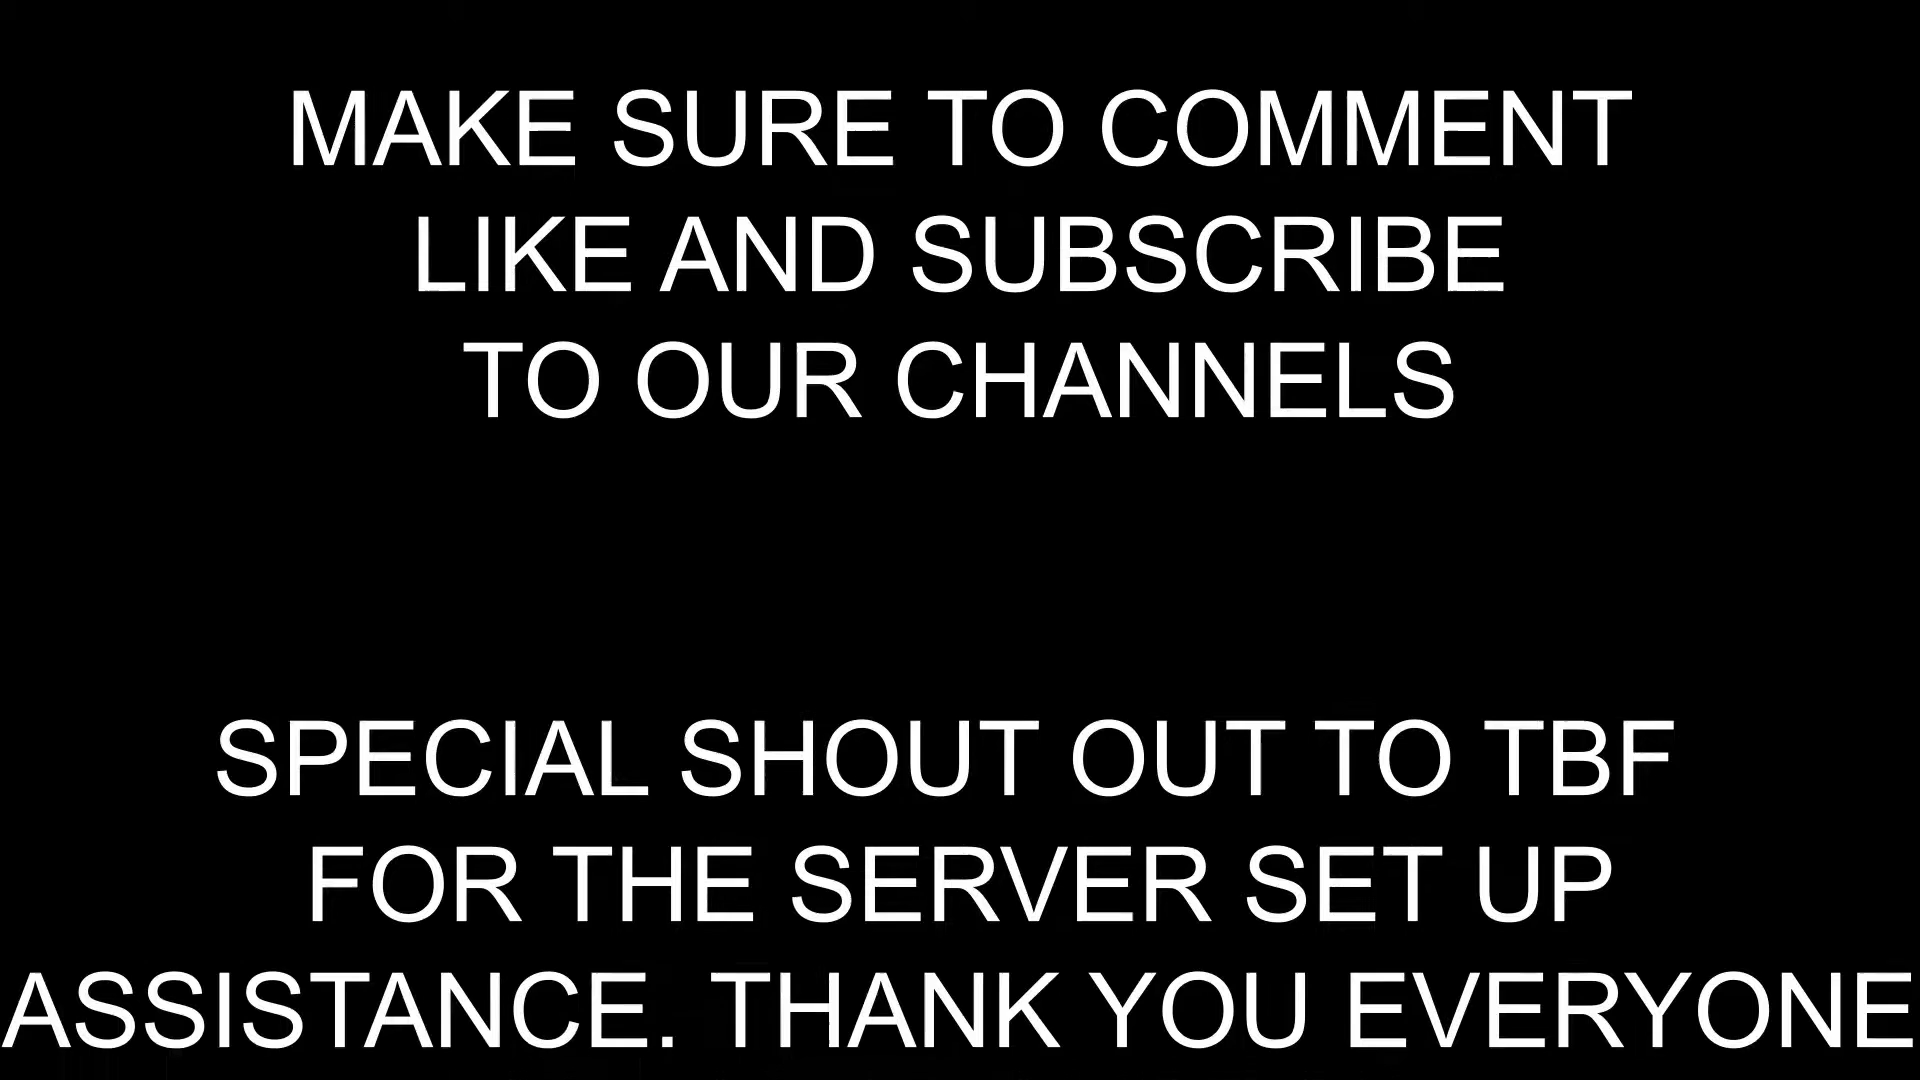 MAKE SURE TO COMMENT
LIKE AND SUBSCRIBE
TO OUR CHANNELS
SPECIAL SHOUT OUT TO TBF
FOR THE SERVER SET UP
ASSISTANCE. THANK YOU EVERYONE